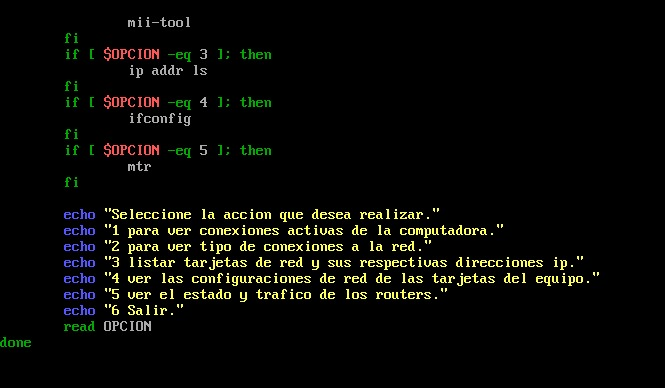 mii-tool
        fi
        if [ $OPCION -eq 3 ]; then
                ip addr ls
        fi
        if [ $OPCION -eq 4 ]; then
                ifconfig
        fi
        if [ $OPCION -eq 5 ]; then
                mtr
        fi

        echo "Seleccione la accion que desea realizar."
        echo "1 para ver conexiones activas de la computadora."
        echo "2 para ver tipo de conexiones a la red."
        echo "3 listar tarjetas de red y sus respectivas direcciones ip."
        echo "4 ver las configuraciones de red de las tarjetas del equipo."
        echo "5 ver el estado y trafico de los routers."
        echo "6 Salir."
        read OPCION
done